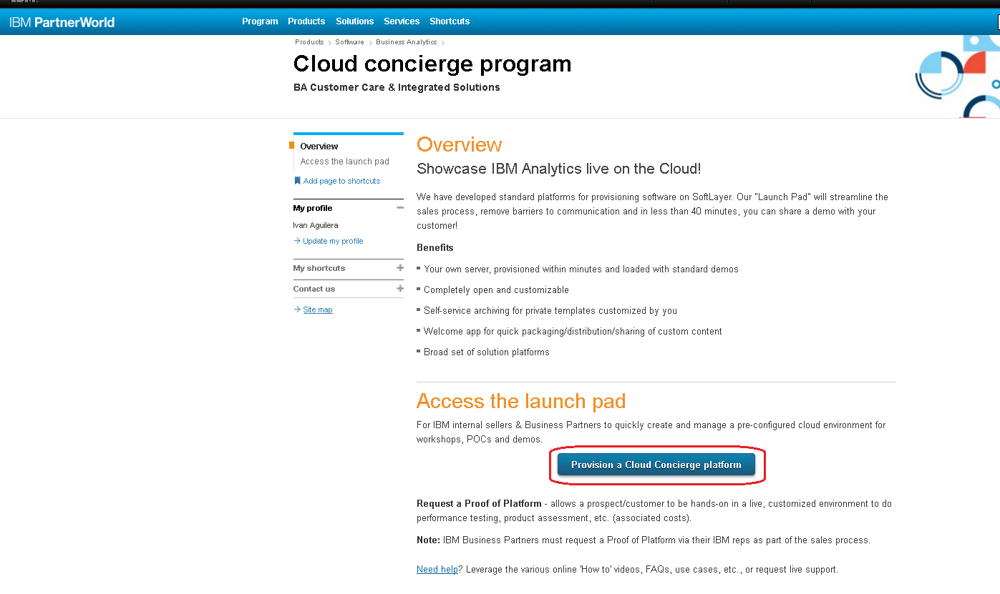 IBM PartnerWorld
Program Products Solutions Services Shortcuts
Products Software Business Analytics
Cloud concierge program
BA Customer Care & Integrated Solutions
Overview
Access the launch pad
Add page to shortcuts
My profile
Ivan Aguilera
Update my profile
My shortcuts
Contact us
Site map
Overview
Showcase IBM Analytics live on the Cloud!
We have developed standard platforms for provisioning software on SoftLayer. Our "Launch Pad" will streamline the
sales process, remove barriers to communication and in less than 40 minutes, you can share a demo with your
customer!
Benefits
Your own server, provisioned within minutes and loaded with standard demos
Completely open and customizable
Self-service archiving for private templates customized by you
Welcome app for quick packaging/distribution/sharing of custom content
Broad set of solution platforms
Access the launch pad
For IBM internal sellers & Business Partners to quickly create and manage a pre-configured cloud environment for
workshops, POCs and demos.
Provision a Cloud Concierge platform
Request a Proof of Platform - allows a prospect/customer to be hands-on in a live, customized environment to do
performance testing, product assessment, etc. (associated costs).
Note: IBM Business Partners must request a Proof of Platform via their IBM reps as part of the sales process.
Need help? Leverage the various online 'How to' videos, FAQs, use cases, etc., or request live support.